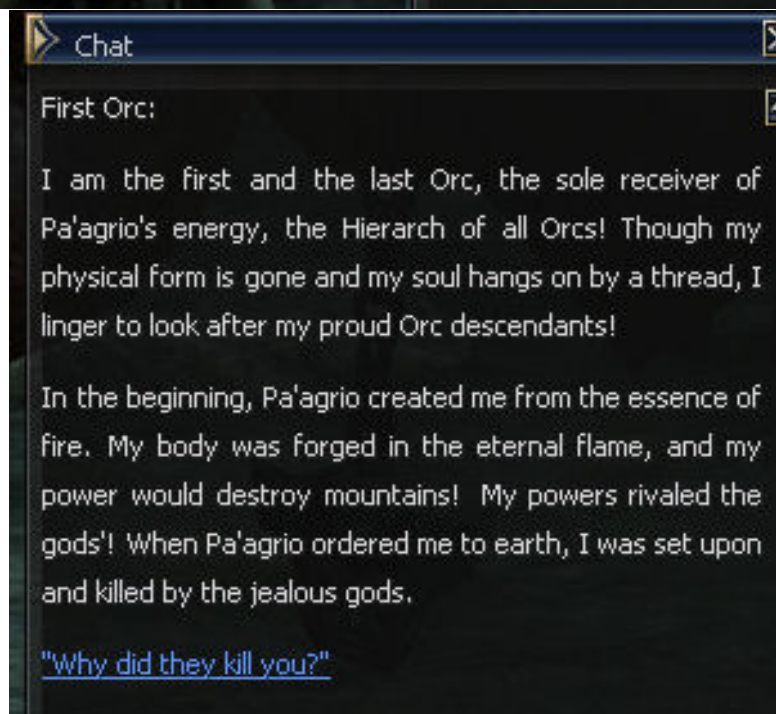 Chat
First Orc:
I am the first and the last Orc, the sole receiver of
Pa'agrio's energy, the Hierarch of all Orcs! Though my
physical form is gone and my soul hangs on by a thread, I
linger to look after my proud Orc descendants!
In the beginning, Pa'agrio created me from the essence of
fire. My body was forged in the eternal flame, and my
power would destroy mountains! My powers rivaled the
gods'! When Pa'agrio ordered me to earth, I was set upon
and killed by the jealous gods.
"Why did they kill you?"